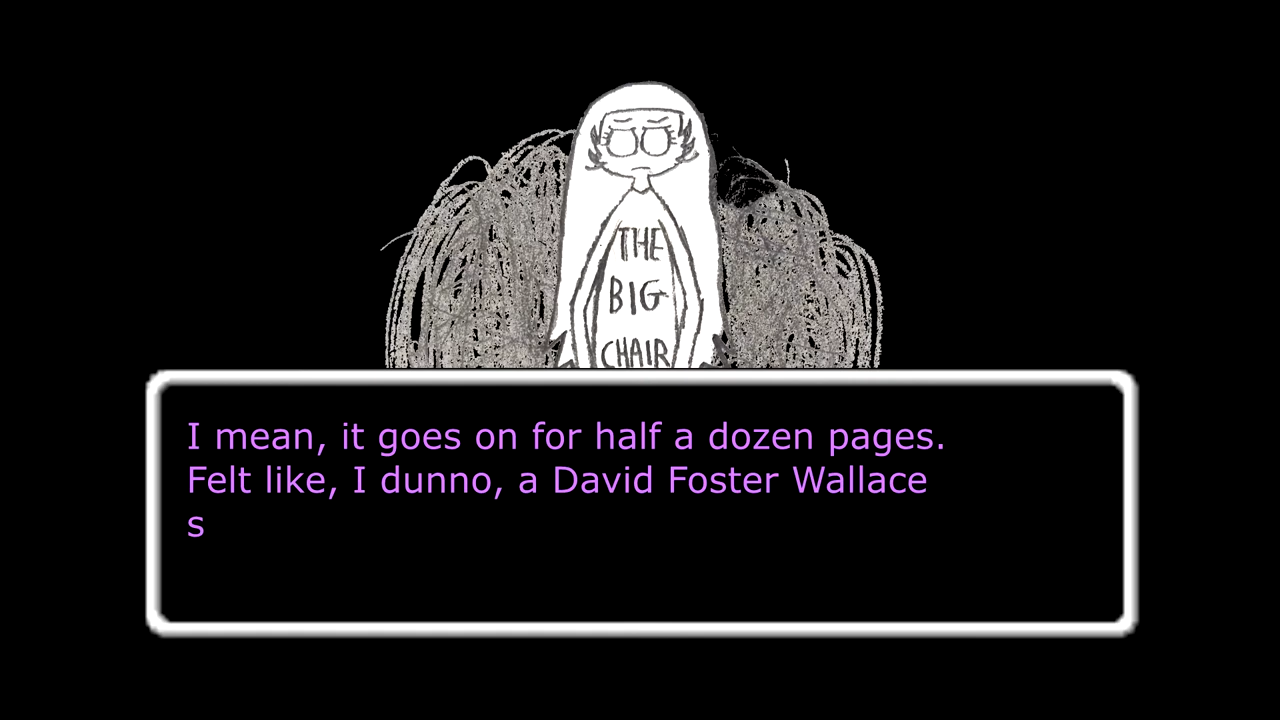 THE
BIG
CHAIR
I mean, it goes on for half a dozen pages.
Felt like, I dunno, a David Foster Wallace
s